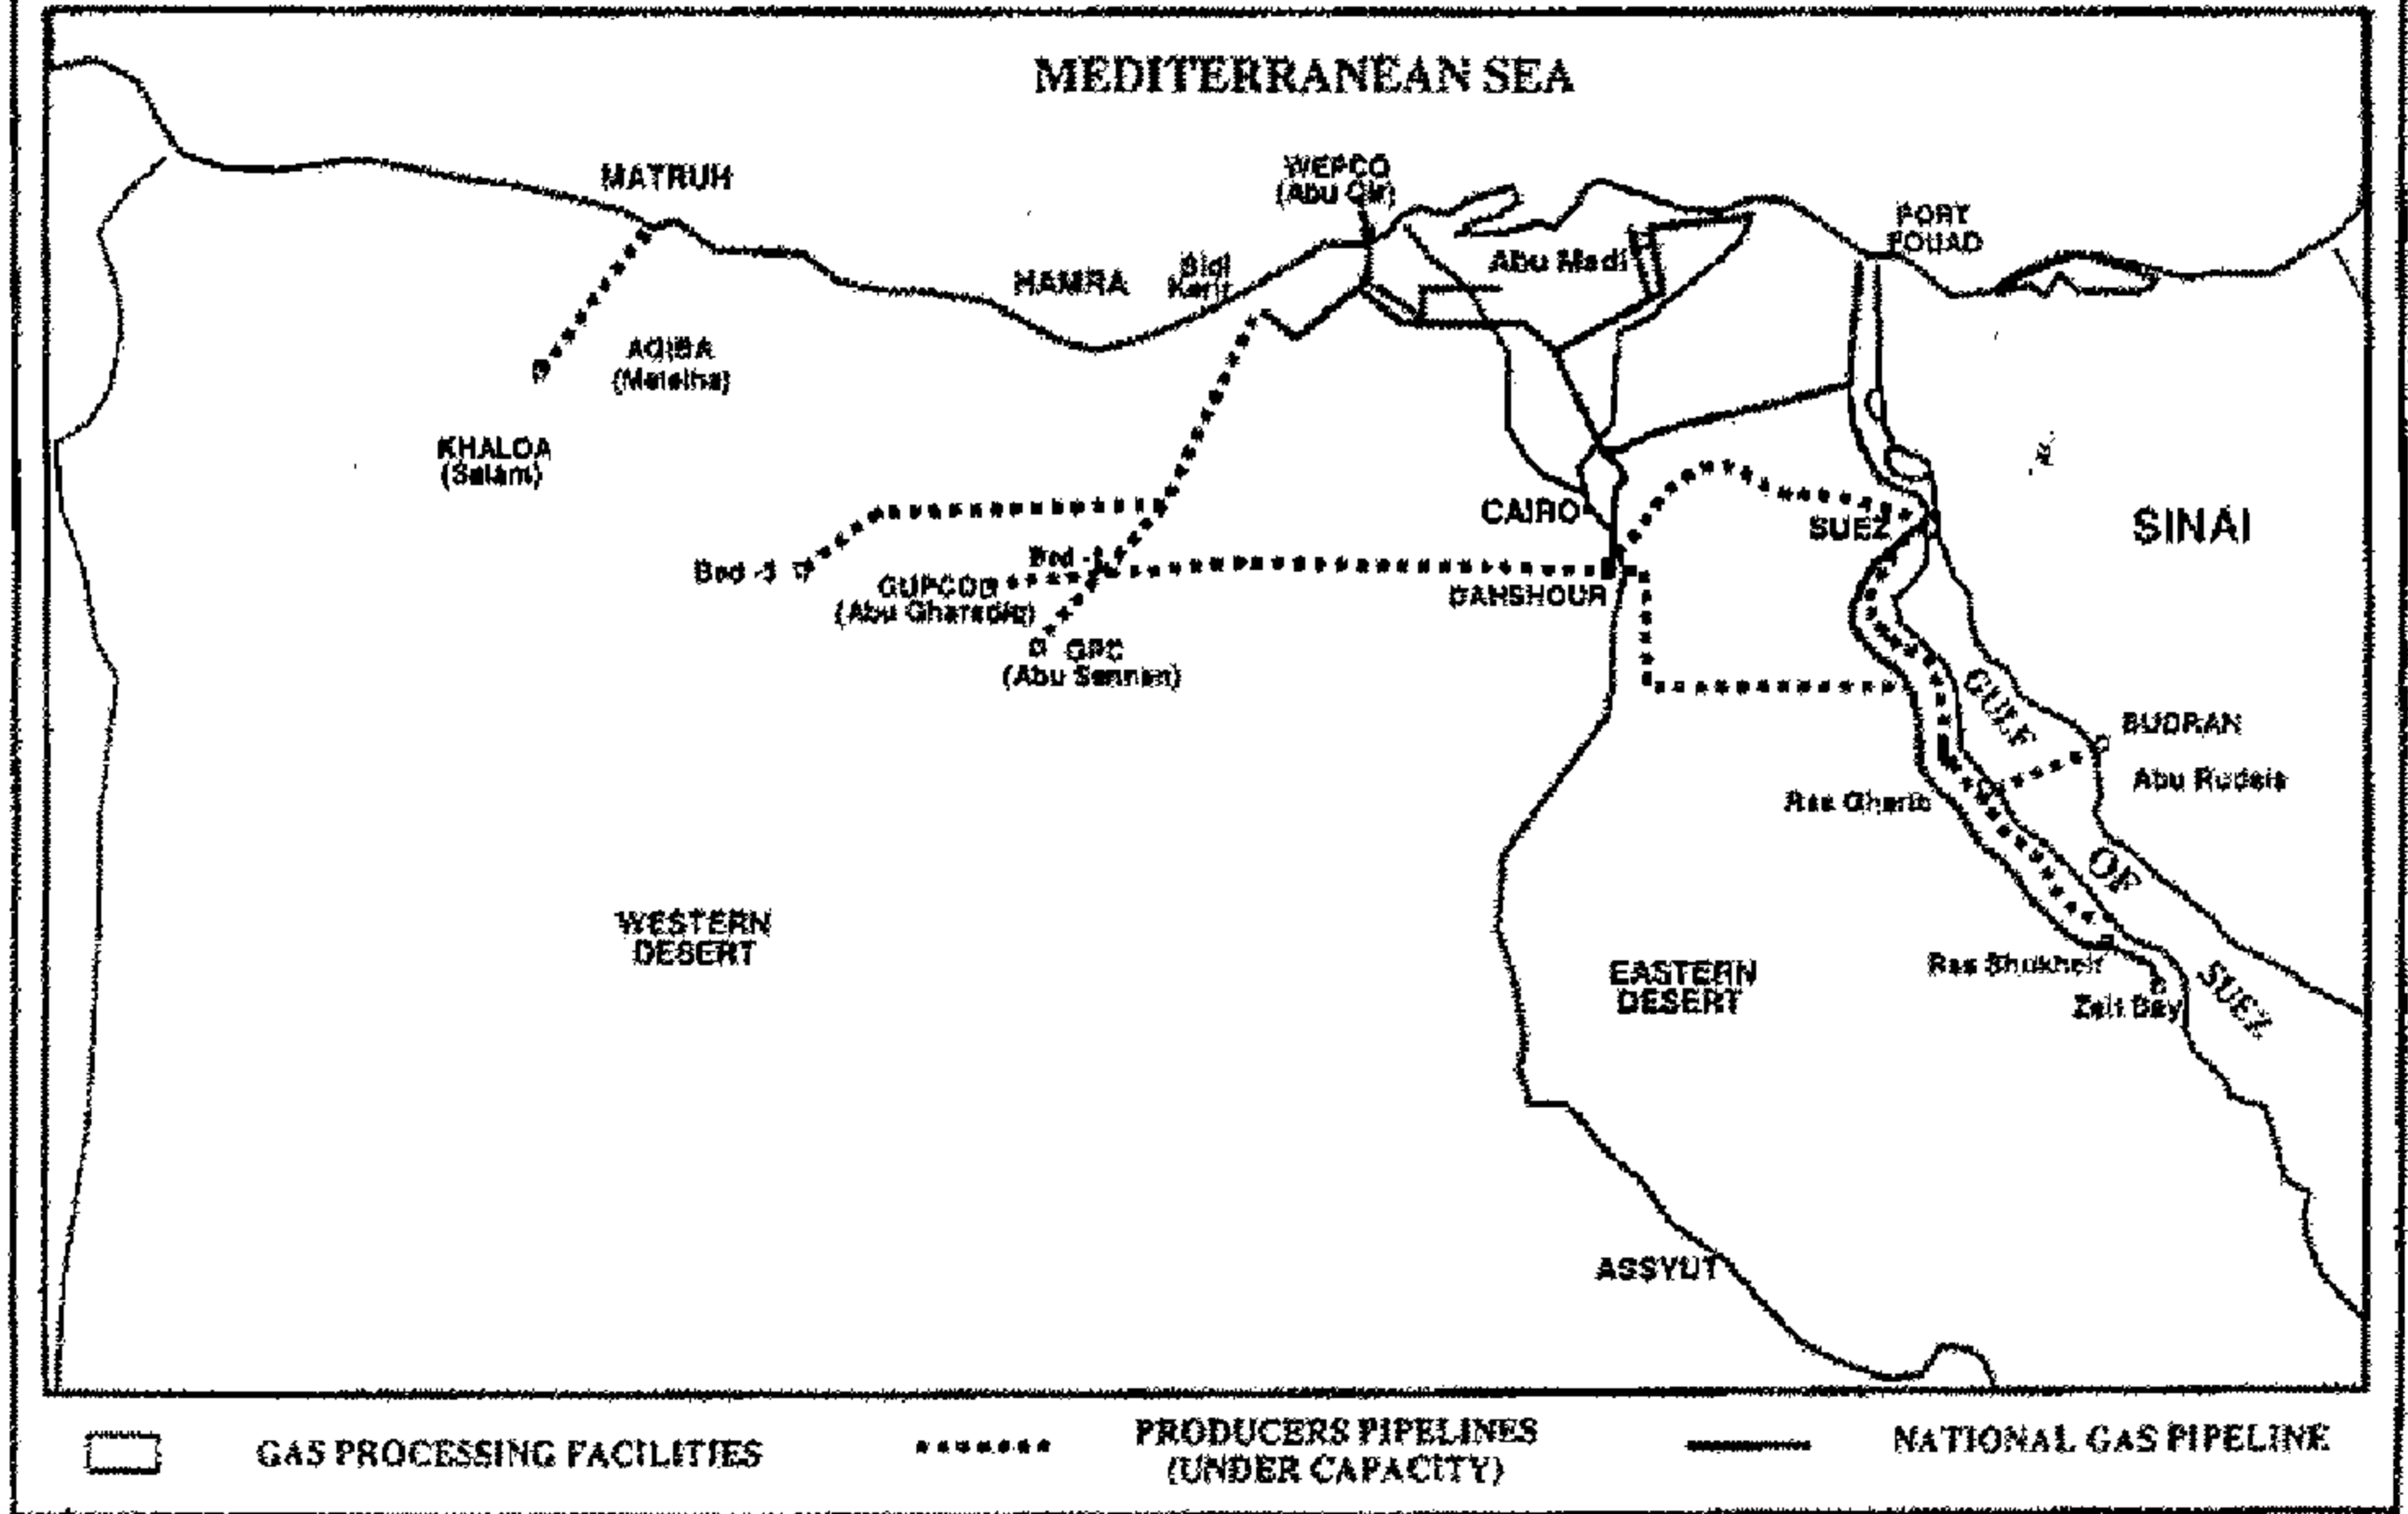 MEDITERRANEAN SEA
MATRUH
WEPCO
(Abu Qir)
PORT
FOUAD
Abu Madi
HAMRA
Sidi
Kerir
AGIBA
(Meleiha)
KHALDA
(Salam)
CAIRO
SUEZ
SINAI
Bed -3
Bed -1
GUPCO
(Abu Gharadig)
DAHSHOUR
GPC
(Abu Sennan)
GULF
OF
SUEZ
BUDRAN
Abu Rudeis
Ras Gharib
WESTERN
DESERT
EASTERN
DESERT
Ras Shukheir
Zeit Bay
ASSYUT
GAS PROCESSING FACILITIES
PRODUCERS PIPELINES
(UNDER CAPACITY)
NATIONAL GAS PIPELINE